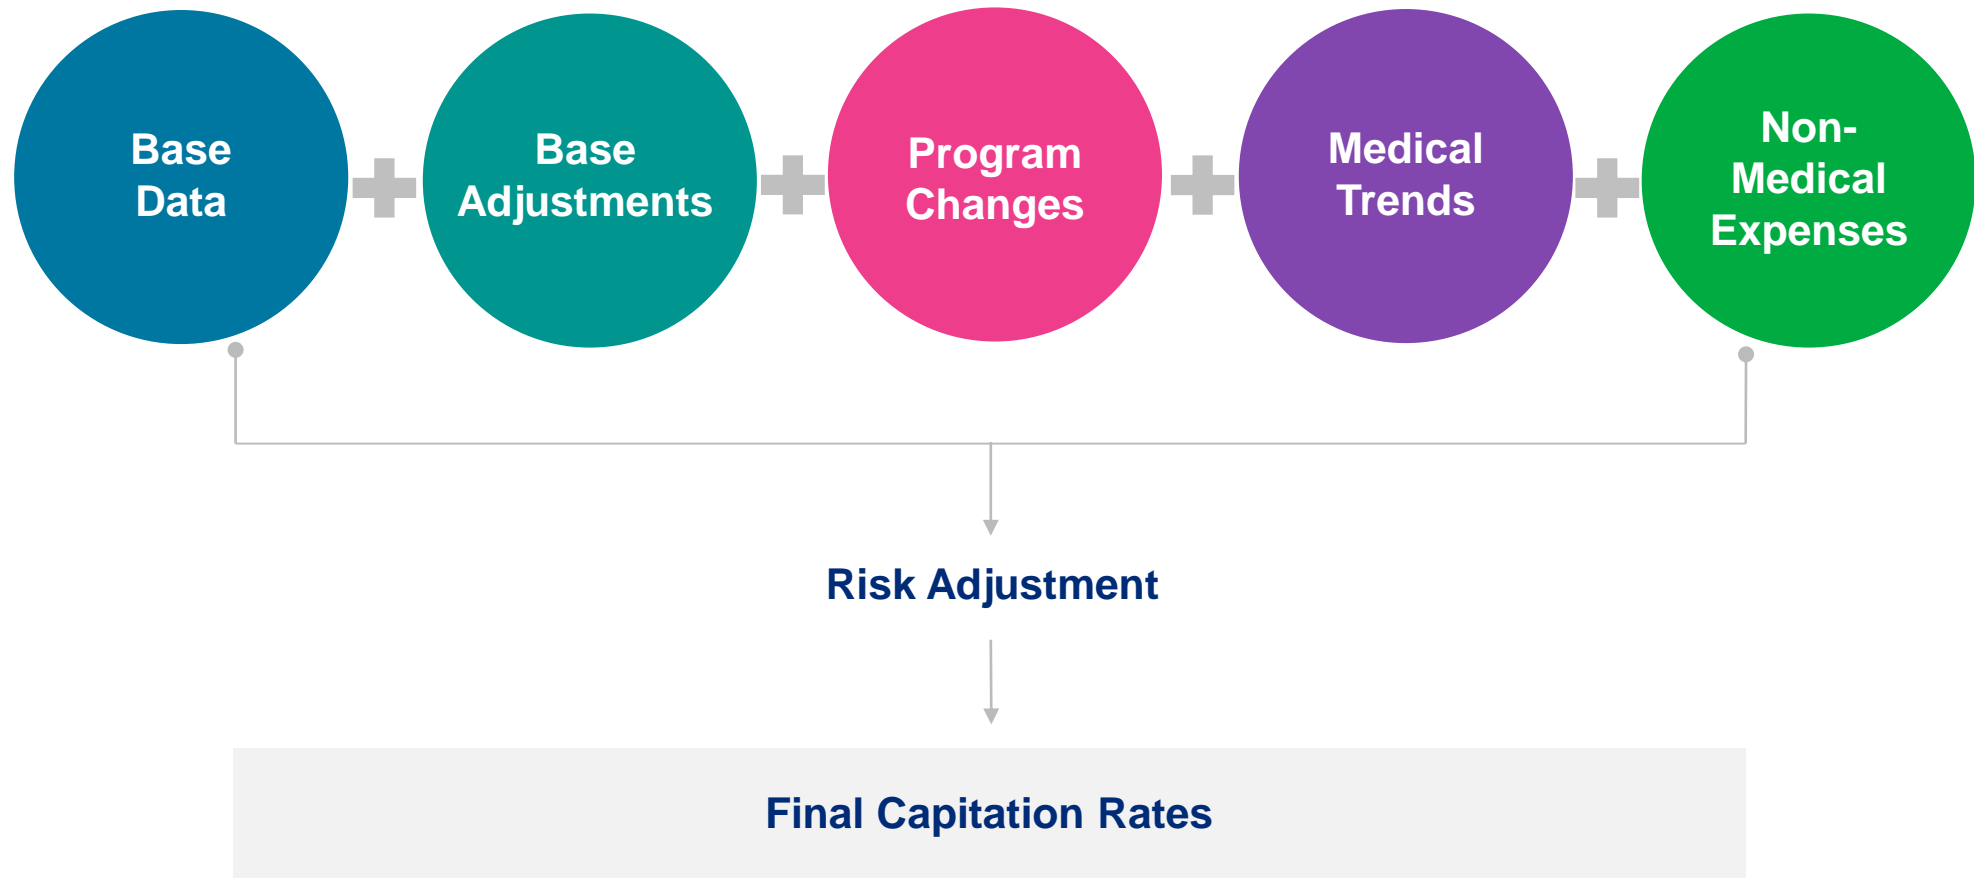 Base
Data
Base
Adjustments
Program
Changes
Medical
Trends
Non-
Medical
Expenses
Risk Adjustment
Final Capitation Rates